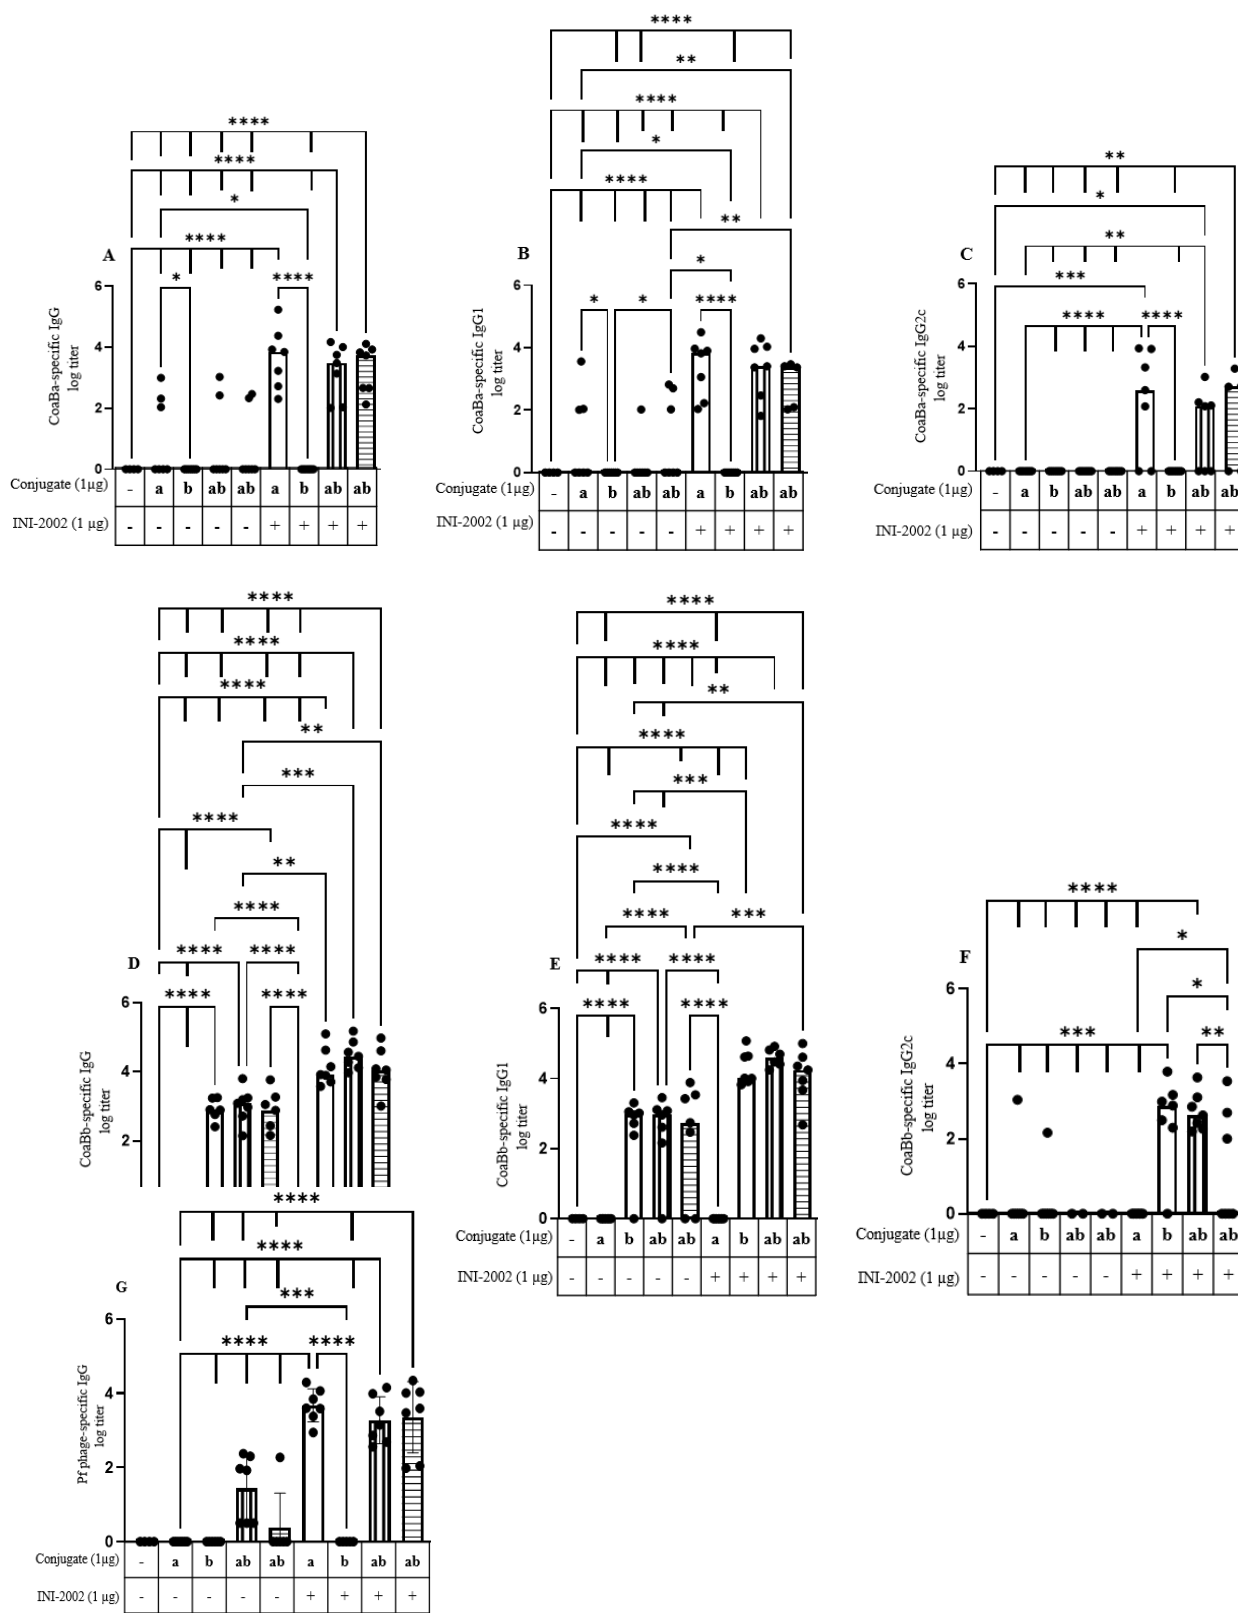 ****
****
**
****
****
**
****
*
*
*
****
****
**
**
A
****
B
*
C
***
*
****
*
*
****
****
****
6
4
2
0
CoaBa-specific IgG
log titer
6
4
2
0
CoaBa-specific IgG1
log titer
6
4
2
0
CoaBa-specific IgG2c
log titer
Conjugate (1µg) - a b ab ab a b ab ab
INI-2002 (1 µg) - - - - - + + + +
Conjugate (1µg) - a b ab ab a b ab ab
INI-2002 (1 µg) - - - - - + + + +
Conjugate (1µg) - a b ab ab a b ab ab
INI-2002 (1 µg) - - - - - + + + +
****
****
****
**
***
****
**
****
D
****
****
****
****
6
4
2
CoaBb-specific IgG
log titer
****
****
**
****
***
****
****
****
***
E
****
****
****
****
6
4
2
0
CoaBb-specific IgG1
log titer
Conjugate (1µg) - a b ab ab a b ab ab
INI-2002 (1 µg) - - - - - + + + +
****
*
F
*
***
**
6
4
2
0
CoaBb-specific IgG2c
log titer
Conjugate (1µg) - a b ab ab a b ab ab
INI-2002 (1 µg) - - - - - + + + +
****
****
G
***
****
****
6
4
2
0
Pf phage-specific IgG
log titer
Conjugate (1µg) - a b ab ab a b ab ab
INI-2002 (1 µg) - - - - - + + + +